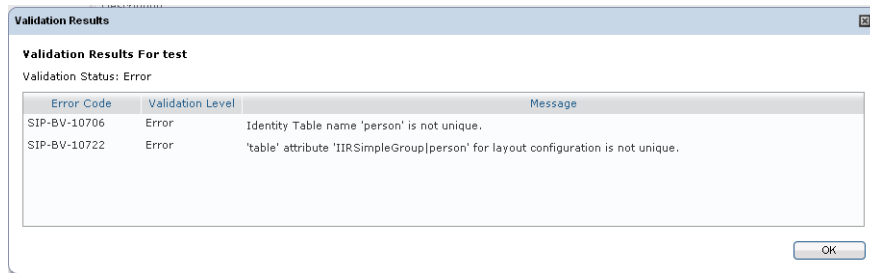 Validation Results
Validation Results For test
Validation Status: Error
Error Code Validation Level Message
SIP-BV-10706 Error Identity Table name 'person' is not unique.
SIP-BV-10722 Error 'table' attribute 'IIRSimpleGroup|person' for layout configuration is not unique.
OK